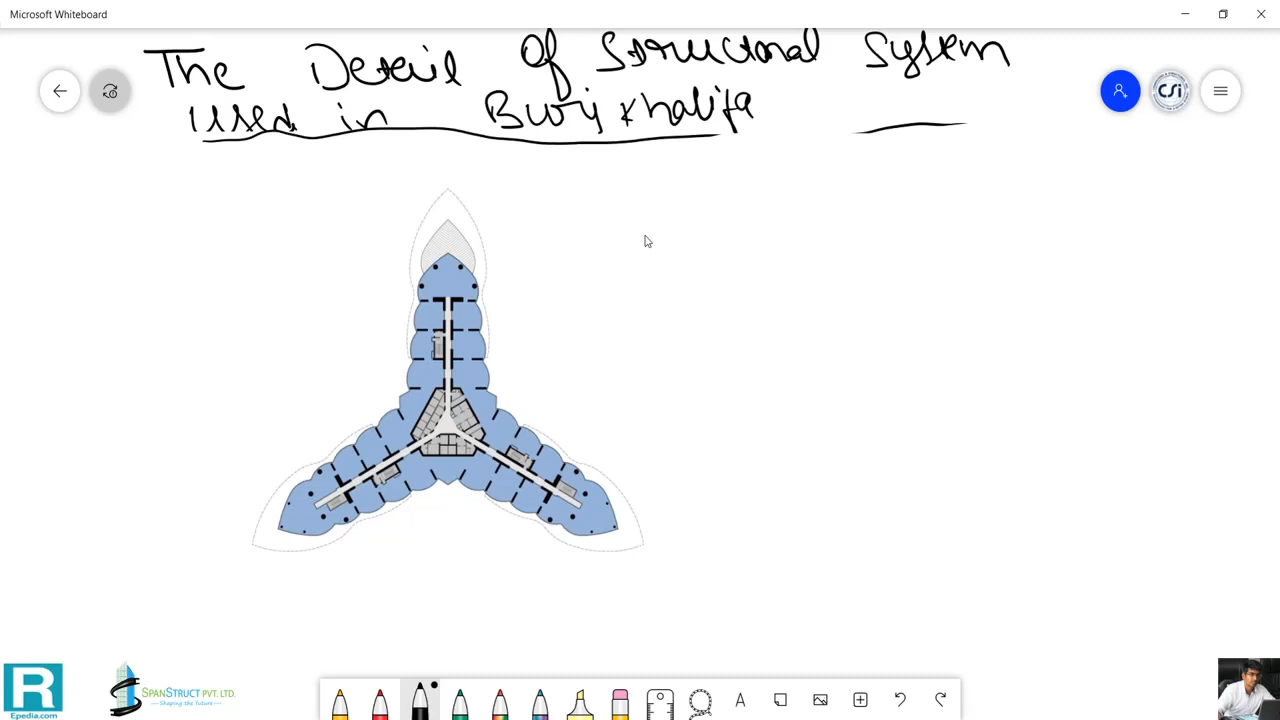 Microsoft Whiteboard
The Detail Of Structural System
Used in Burj Khalifa
CSi
R
Epedia.com
SPANSTRUCT PVT. LTD.
Shaping the future
A